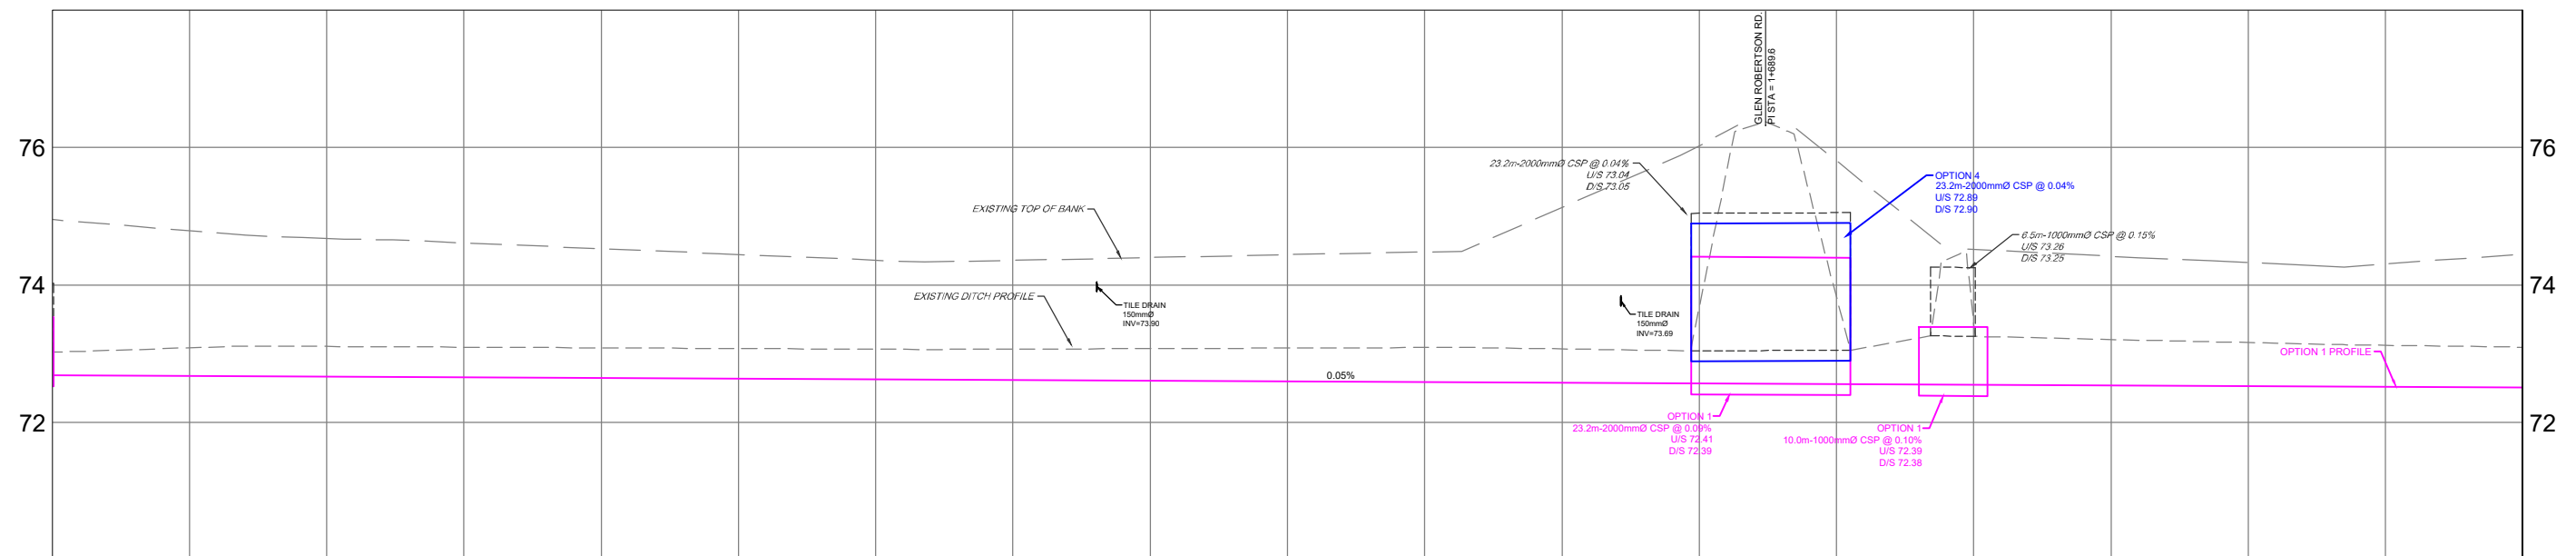 GLEN ROBERTSON RD.
PI STA = 1+689.6
76
76
23.2m-2000mmØ CSP @ 0.04%
U/S 73.04
D/S 73.05
OPTION 4
23.2m-2000mmØ CSP @ 0.04%
U/S 72.89
D/S 72.90
EXISTING TOP OF BANK
6.5m-1000mmØ CSP @ 0.15%
U/S 73.26
D/S 73.25
74
74
EXISTING DITCH PROFILE
TILE DRAIN
150mmØ
INV=73.90
TILE DRAIN
150mmØ
INV=73.69
OPTION 1 PROFILE
0.05%
72
72
OPTION 1
23.2m-2000mmØ CSP @ 0.09%
U/S 72.41
D/S 72.39
OPTION 1
10.0m-1000mmØ CSP @ 0.10%
U/S 72.39
D/S 72.38